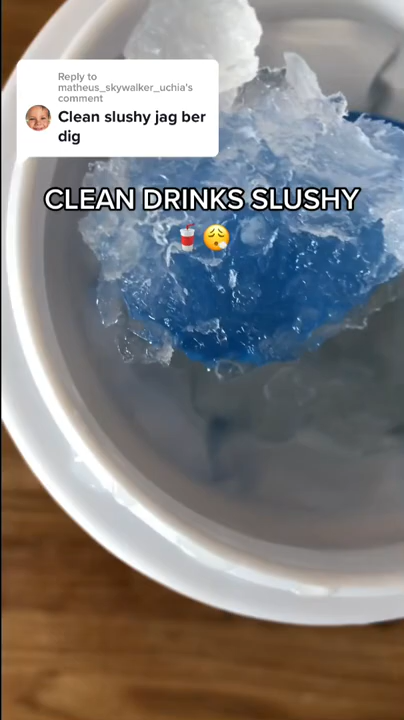 Reply to
matheus_skywalker_uchia's
comment
Clean slushy jag ber
dig
CLEAN DRINKS SLUSHY
🥤😮‍💨